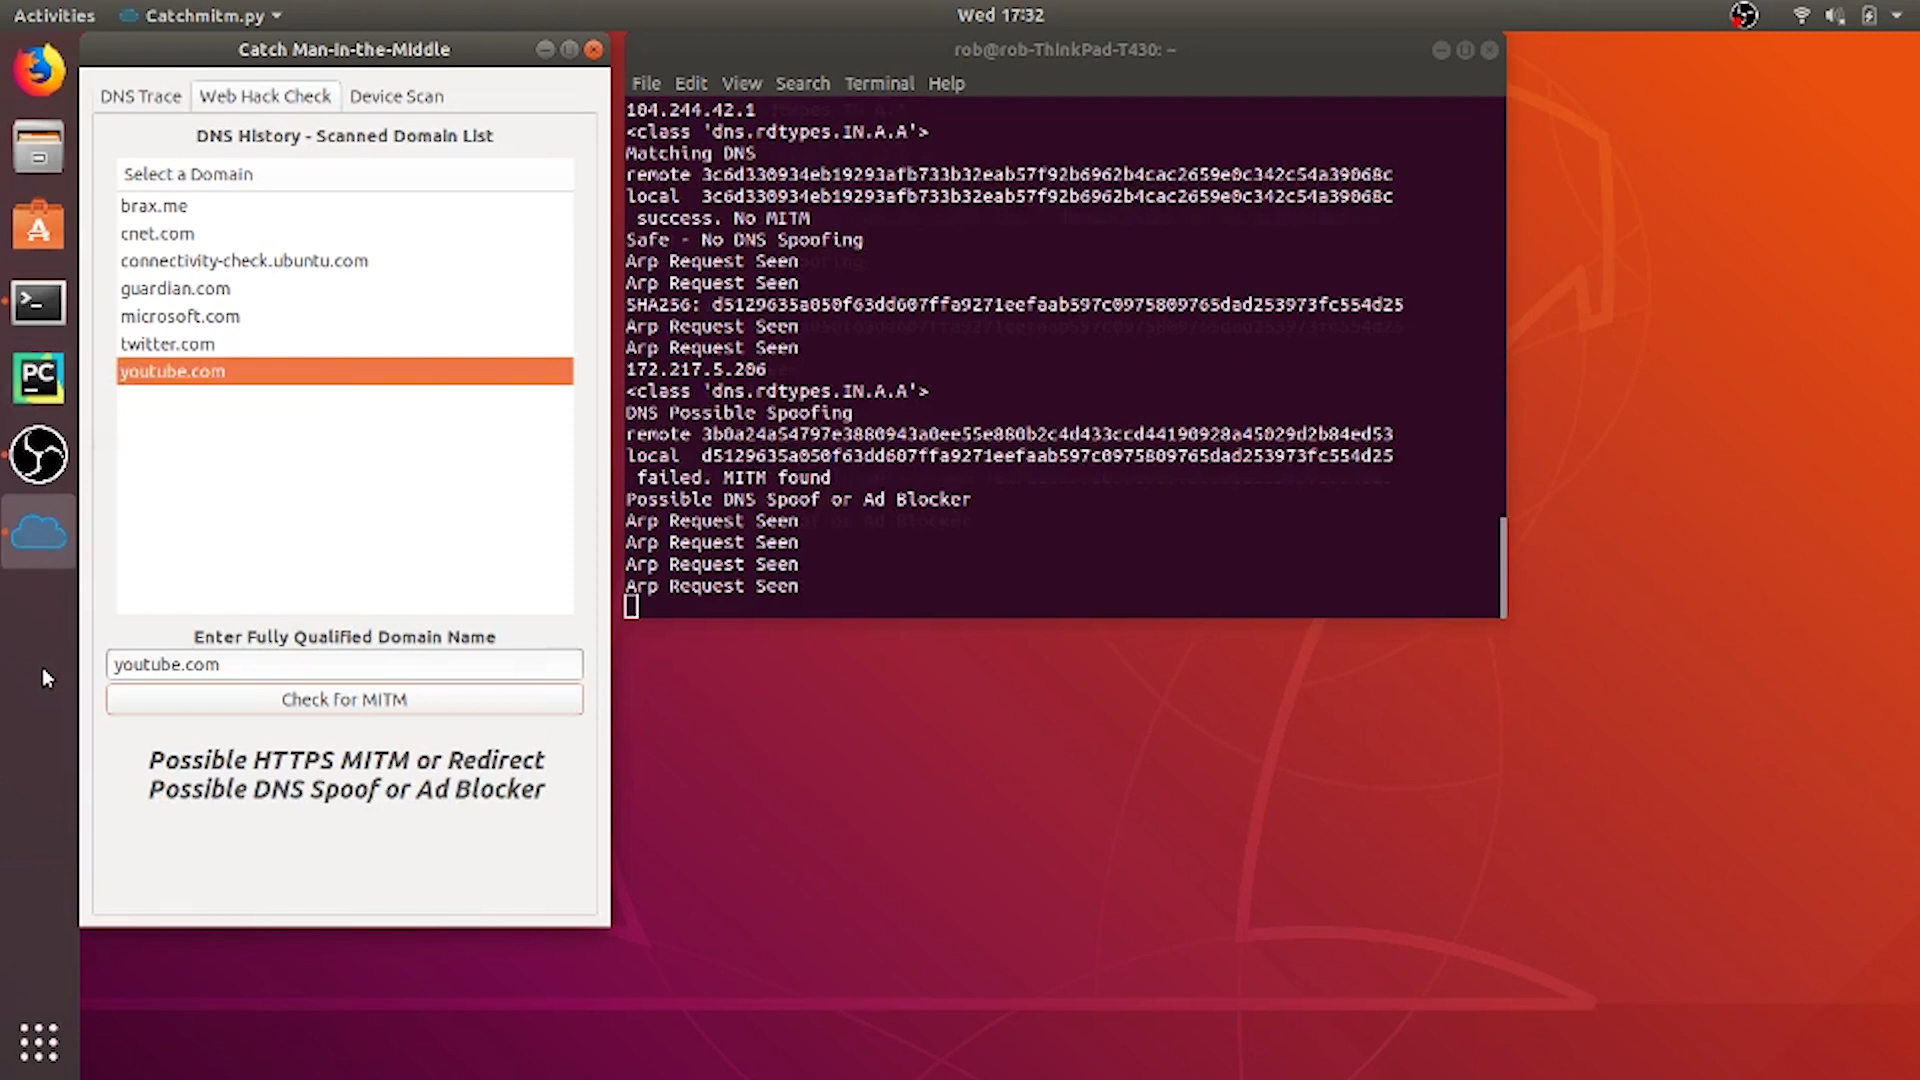 Activities
Catchmitm.py
Wed 17:32
Catch Man-in-the-Middle
DNS Trace
Web Hack Check
Device Scan
DNS History - Scanned Domain List
Select a Domain
brax.me
cnet.com
connectivity-check.ubuntu.com
guardian.com
microsoft.com
twitter.com
youtube.com
Enter Fully Qualified Domain Name
youtube.com
Check for MITM
Possible HTTPS MITM or Redirect
Possible DNS Spoof or Ad Blocker
rob@rob-ThinkPad-T430: ~
File Edit View Search Terminal Help
104.244.42.1
<class 'dns.rdtypes.IN.A.A'>
Matching DNS
remote 3c6d330934eb19293afb733b32eab57f92b6962b4cac2659e0c342c54a39068c
local 3c6d330934eb19293afb733b32eab57f92b6962b4cac2659e0c342c54a39068c
success. No MITM
Safe - No DNS Spoofing
Arp Request Seen
Arp Request Seen
SHA256: d5129635a050f63dd607ffa9271eefaab597c0975809765dad253973fc554d25
Arp Request Seen
Arp Request Seen
172.217.5.206
<class 'dns.rdtypes.IN.A.A'>
DNS Possible Spoofing
remote 3b0a24a54797e3880943a0ee55e880b2c4d433ccd44190928a45029d2b84ed53
local d5129635a050f63dd607ffa9271eefaab597c0975809765dad253973fc554d25
failed. MITM found
Possible DNS Spoof or Ad Blocker
Arp Request Seen
Arp Request Seen
Arp Request Seen
Arp Request Seen
PC